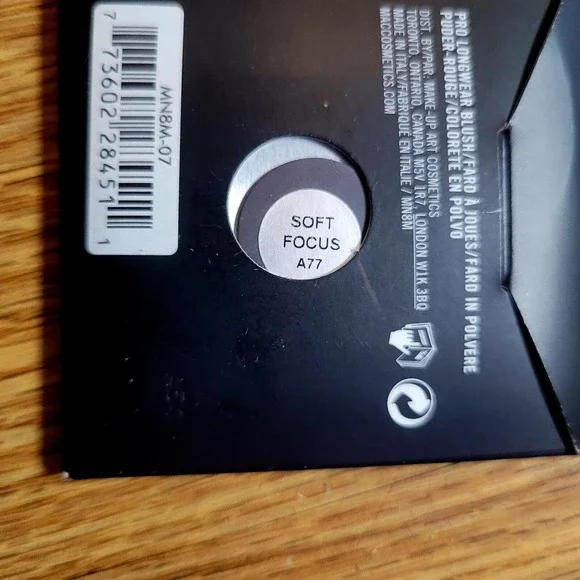 PRO LONGWEAR BLUSH/FARD À JOUES/FARD IN POLVERE
PUDER-ROUGE/COLORETE EN POLVO
DIST. BY/PAR. MAKE-UP ART COSMETICS
TORONTO, ONTARIO, CANADA M5V 1R7, LONDON W1K 3BQ
MADE IN ITALY/FABRIQUÉ EN ITALIE / MN8M
MACCOSMETICS.COM
SOFT
FOCUS
A77
MN8M-07
7 73602 28451 1